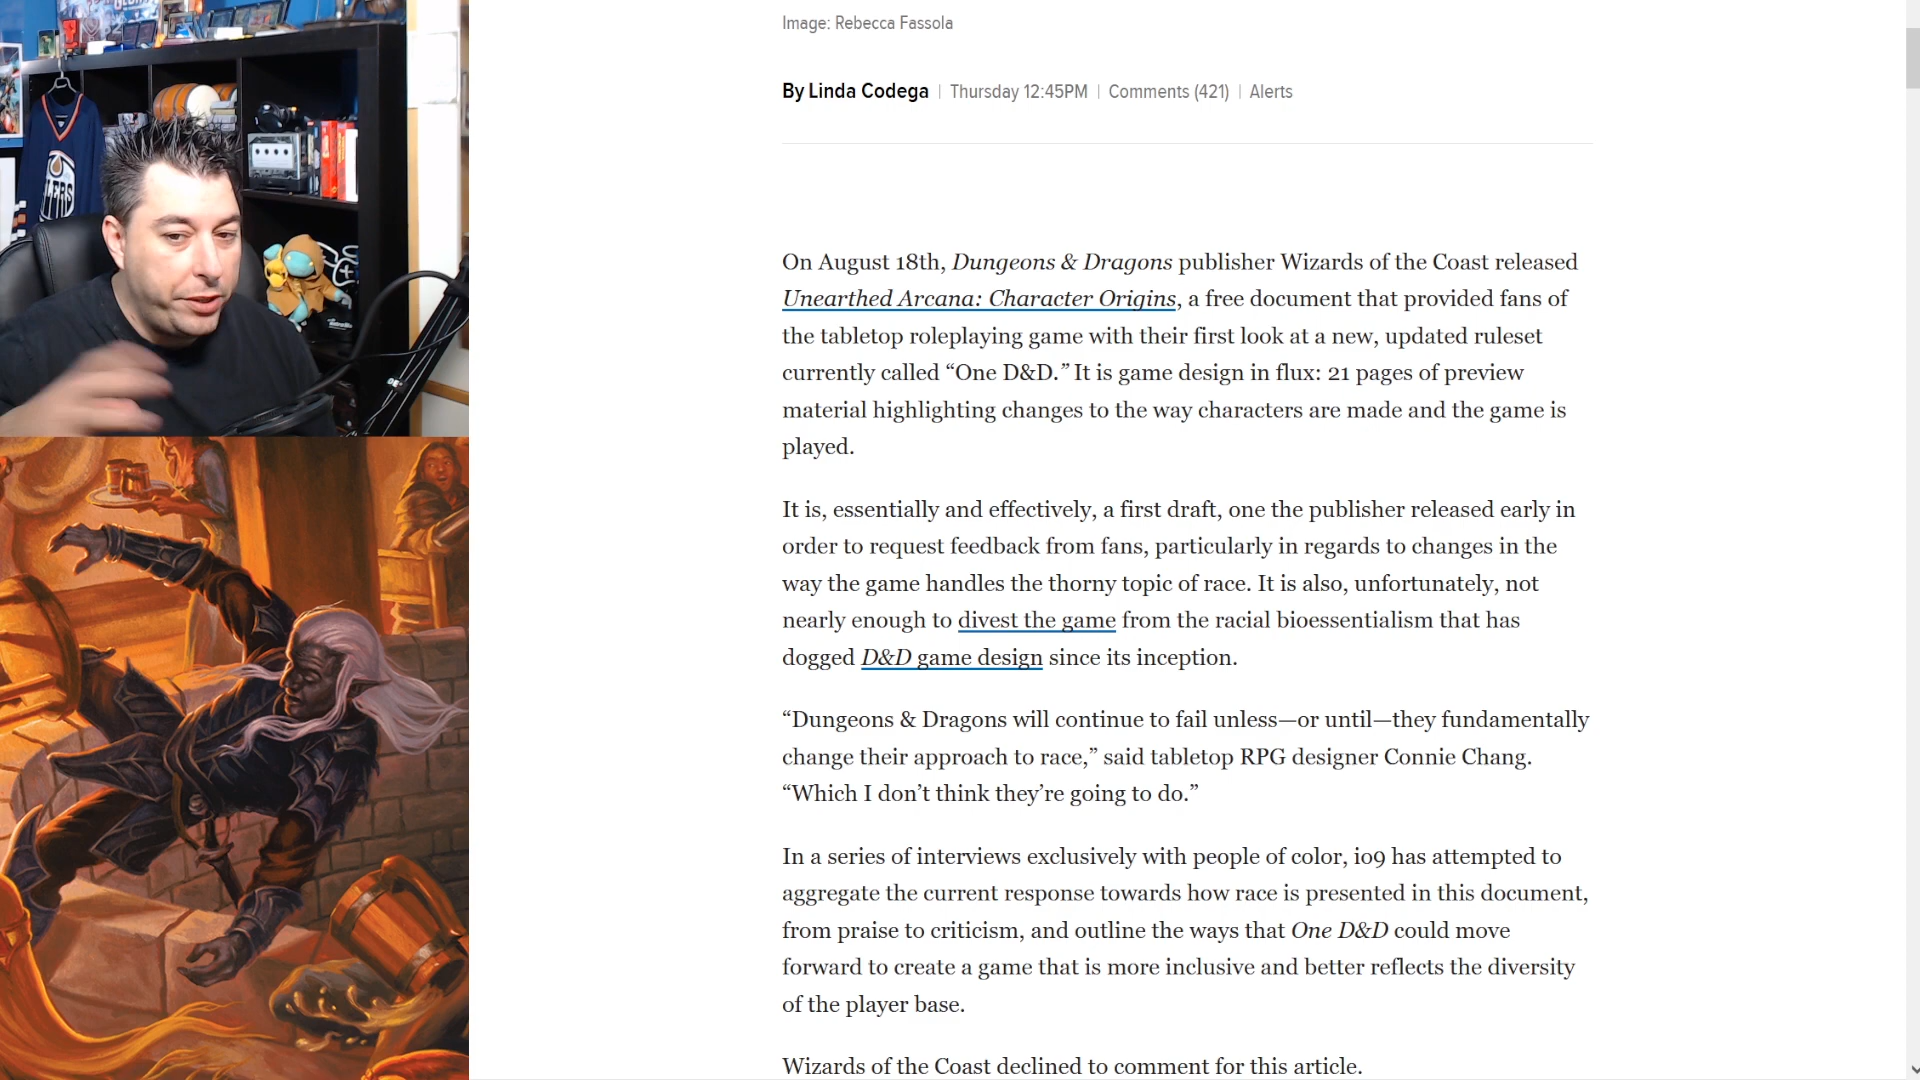 Image: Rebecca Fassola
By Linda Codega | Thursday 12:45PM | Comments (421) | Alerts
On August 18th, Dungeons & Dragons publisher Wizards of the Coast released
Unearthed Arcana: Character Origins, a free document that provided fans of
the tabletop roleplaying game with their first look at a new, updated ruleset
currently called “One D&D.” It is game design in flux: 21 pages of preview
material highlighting changes to the way characters are made and the game is
played.
It is, essentially and effectively, a first draft, one the publisher released early in
order to request feedback from fans, particularly in regards to changes in the
way the game handles the thorny topic of race. It is also, unfortunately, not
nearly enough to divest the game from the racial bioessentialism that has
dogged D&D game design since its inception.
“Dungeons & Dragons will continue to fail unless—or until—they fundamentally
change their approach to race,” said tabletop RPG designer Connie Chang.
“Which I don’t think they’re going to do.”
In a series of interviews exclusively with people of color, io9 has attempted to
aggregate the current response towards how race is presented in this document,
from praise to criticism, and outline the ways that One D&D could move
forward to create a game that is more inclusive and better reflects the diversity
of the player base.
Wizards of the Coast declined to comment for this article.